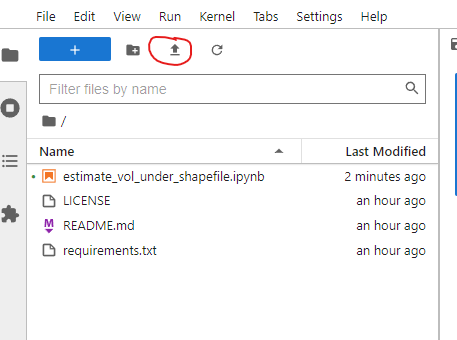 File Edit View Run Kernel Tabs Settings Help
Filter files by name
/
Name Last Modified
estimate_vol_under_shapefile.ipynb 2 minutes ago
LICENSE an hour ago
README.md an hour ago
requirements.txt an hour ago